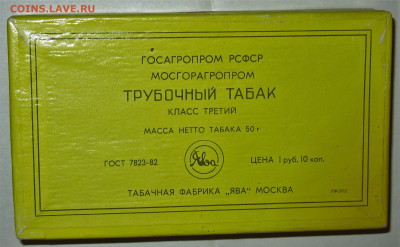 COINS.LAVE.RU
ГОСАГРОПРОМ РСФСР
МОСГОРАГРОПРОМ
ТРУБОЧНЫЙ ТАБАК
КЛАСС ТРЕТИЙ
МАССА НЕТТО ТАБАКА 50 г
ГОСТ 7823-82 Ява ЦЕНА 1 руб. 10 коп.
ТАБАЧНАЯ ФАБРИКА „ЯВА" МОСКВА